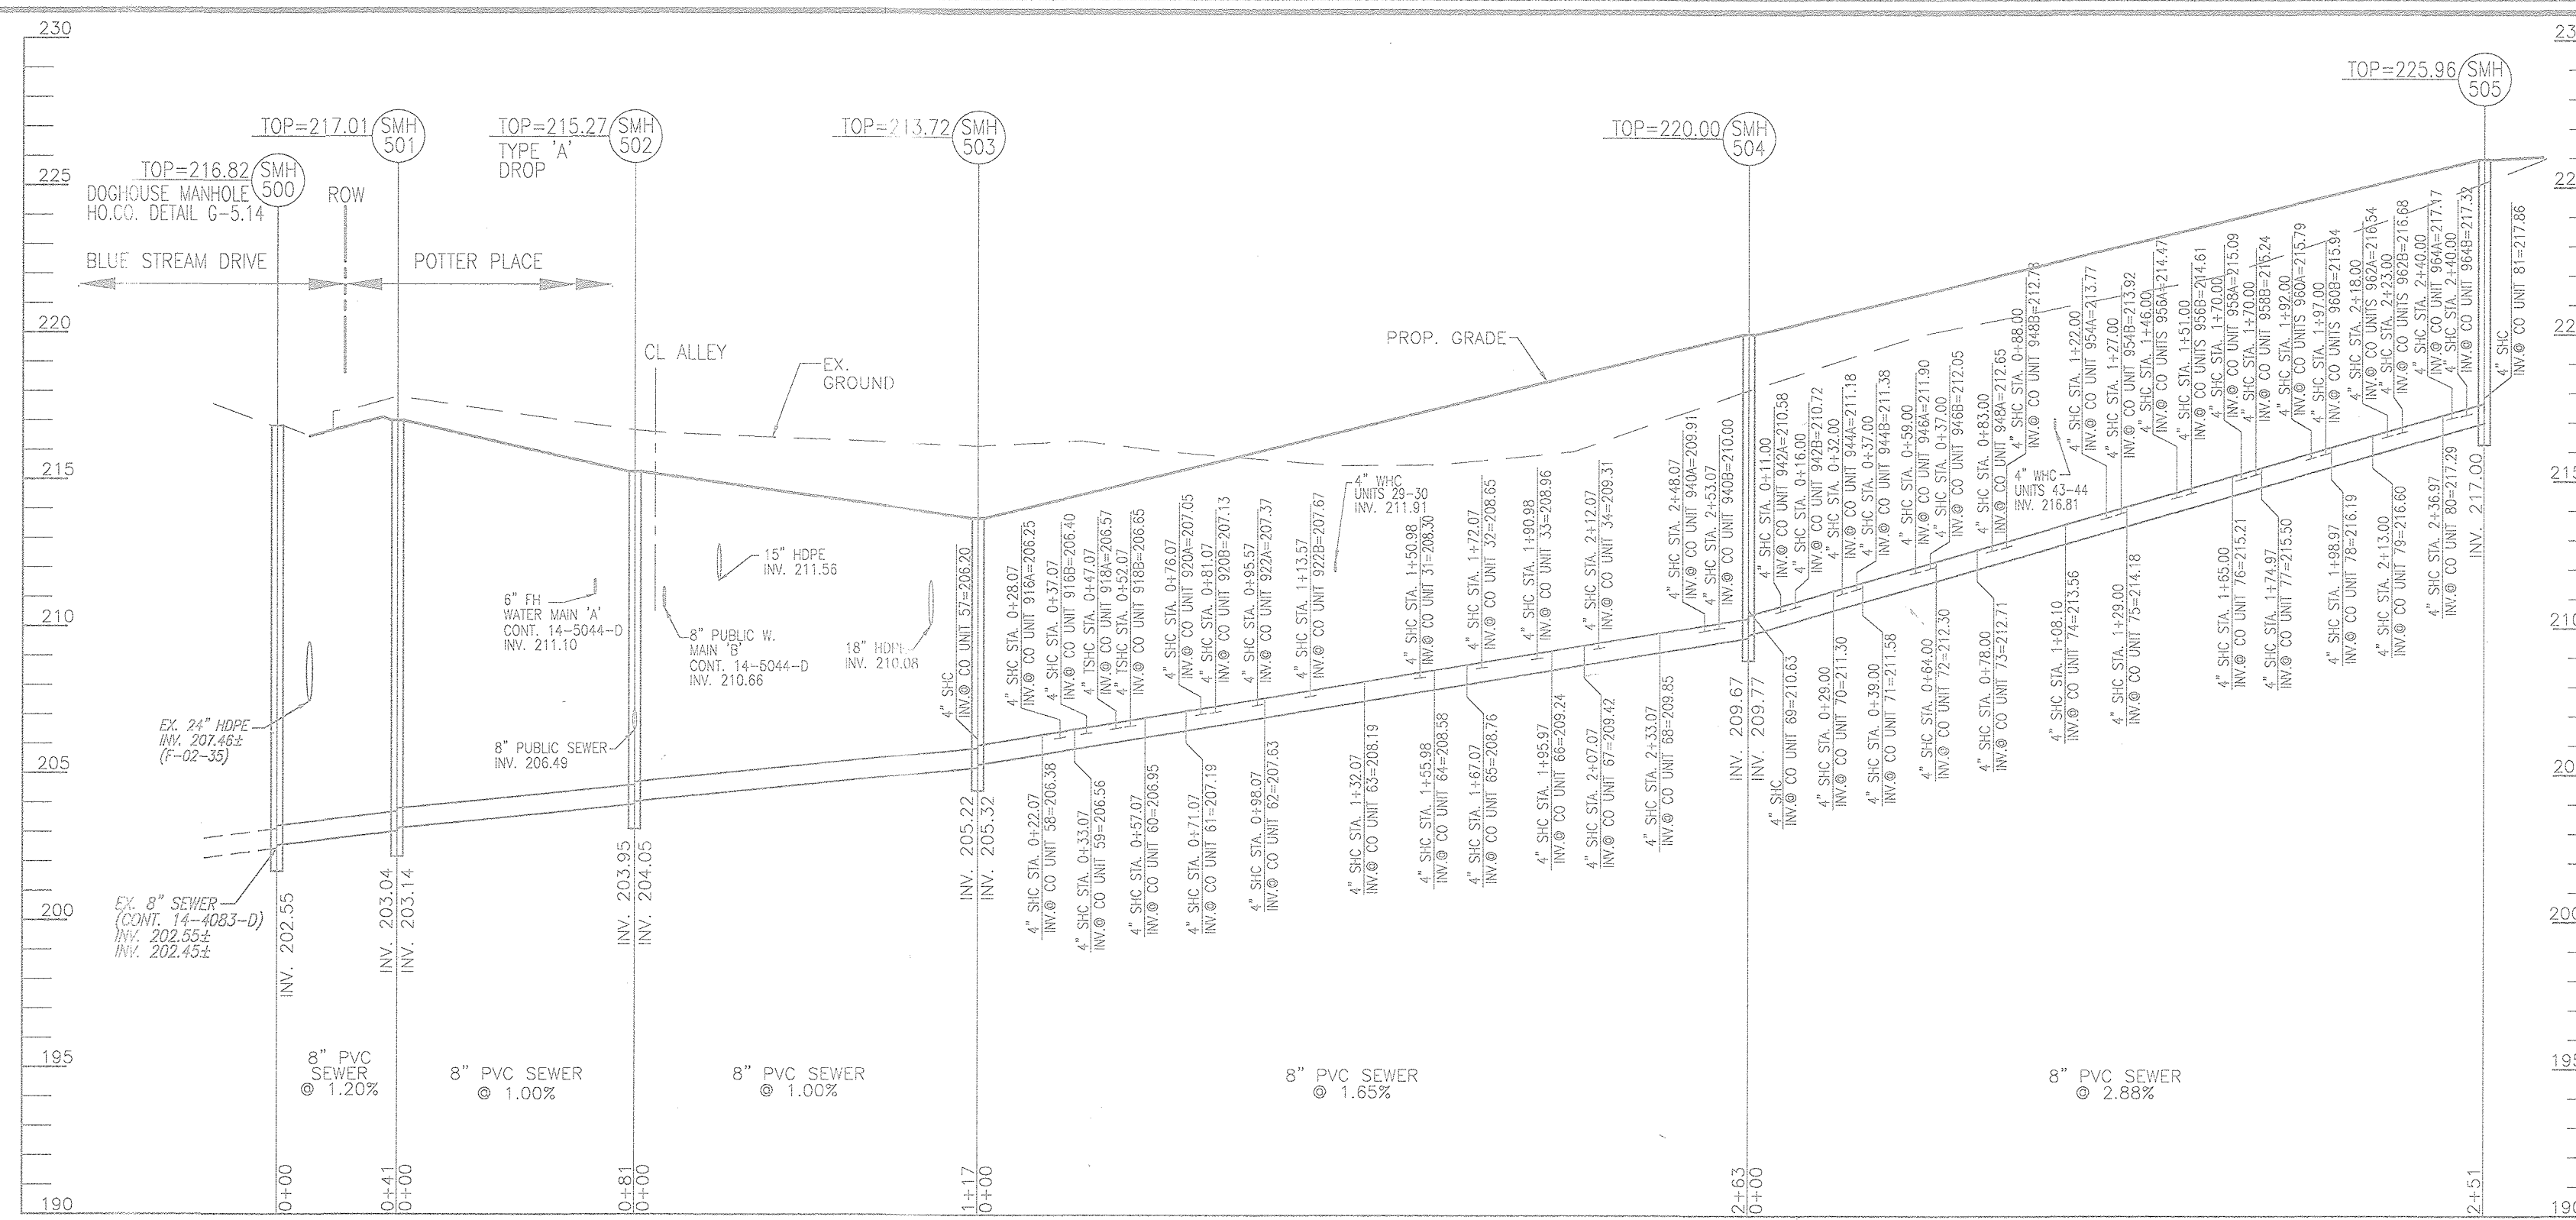 230
225
220
215
210
205
200
195
190
TOP=216.82
SMH
500
DOGHOUSE MANHOLE
HO.CO. DETAIL G-5.14
ROW
BLUE STREAM DRIVE
POTTER PLACE
TOP=217.01
SMH
501
TOP=215.27
SMH
502
TYPE 'A'
DROP
TOP=213.72
SMH
503
TOP=220.00
SMH
504
TOP=225.96
SMH
505
CL ALLEY
EX.
GROUND
PROP. GRADE
EX. 24" HDPE
INV. 207.46±
(F-02-35)
EX. 8" SEWER
(CONT. 14-4083-D)
INV. 202.55±
INV. 202.45±
6" FH
WATER MAIN 'A'
CONT. 14-5044-D
INV. 211.10
8" PUBLIC SEWER
INV. 206.49
8" PUBLIC W.
MAIN 'B'
CONT. 14-5044-D
INV. 210.66
15" HDPE
INV. 211.56
18" HDPE
INV. 210.08
4" SHC
INV.@ CO UNIT 57=206.20
4" SHC STA. 0+28.07
INV.@ CO UNIT 916A=206.25
4" SHC STA. 0+37.07
INV.@ CO UNIT 916B=206.40
4" TSHC STA. 0+47.07
INV.@ CO UNIT 918A=206.57
4" TSHC STA. 0+52.07
INV.@ CO UNIT 918B=206.65
4" SHC STA. 0+76.07
INV.@ CO UNIT 920A=207.05
4" SHC STA. 0+81.07
INV.@ CO UNIT 920B=207.13
4" SHC STA. 0+95.57
INV.@ CO UNIT 922A=207.37
4" SHC STA. 1+13.57
INV.@ CO UNIT 922B=207.67
4" WHC
UNITS 29-30
INV. 211.91
4" SHC STA. 1+50.98
INV.@ CO UNIT 31=208.30
4" SHC STA. 1+72.07
INV.@ CO UNIT 32=208.65
4" SHC STA. 1+90.98
INV.@ CO UNIT 33=208.96
4" SHC STA. 2+12.07
INV.@ CO UNIT 34=209.31
4" SHC STA. 2+48.07
INV.@ CO UNIT 940A=209.91
4" SHC STA. 2+53.07
INV.@ CO UNIT 940B=210.00
4" SHC STA. 0+11.00
INV.@ CO UNIT 942A=210.58
4" SHC STA. 0+16.00
INV.@ CO UNIT 942B=210.72
4" SHC STA. 0+32.00
INV.@ CO UNIT 944A=211.18
4" SHC STA. 0+37.00
INV.@ CO UNIT 944B=211.38
4" SHC STA. 0+59.00
INV.@ CO UNIT 946A=211.90
4" SHC STA. 0+37.00
INV.@ CO UNIT 946B=212.05
4" SHC STA. 0+83.00
INV.@ CO UNIT 948A=212.65
4" SHC STA. 0+88.00
INV.@ CO UNIT 948B=212.78
4" WHC
UNITS 43-44
INV. 216.81
4" SHC STA. 1+22.00
INV.@ CO UNIT 954A=213.77
4" SHC STA. 1+27.00
INV.@ CO UNIT 954B=213.92
4" SHC STA. 1+46.00
INV.@ CO UNITS 956A=214.47
4" SHC STA. 1+51.00
INV.@ CO UNITS 956B=214.61
4" SHC STA. 1+70.00
INV.@ CO UNIT 958A=215.09
4" SHC STA. 1+70.00
INV.@ CO UNIT 958B=215.24
4" SHC STA. 1+92.00
INV.@ CO UNITS 960A=215.79
4" SHC STA. 1+97.00
INV.@ CO UNITS 960B=215.94
4" SHC STA. 2+18.00
INV.@ CO UNITS 962A=216.54
4" SHC STA. 2+23.00
INV.@ CO UNITS 962B=216.68
4" SHC STA. 2+40.00
INV.@ CO UNIT 964A=217.17
4" SHC STA. 2+40.00
INV.@ CO UNIT 964B=217.32
4" SHC
INV.@ CO UNIT 81=217.86
4" SHC STA. 0+22.07
INV.@ CO UNIT 58=206.38
4" SHC STA. 0+33.07
INV.@ CO UNIT 59=206.56
4" SHC STA. 0+57.07
INV.@ CO UNIT 60=206.95
4" SHC STA. 0+71.07
INV.@ CO UNIT 61=207.19
4" SHC STA. 0+98.07
INV.@ CO UNIT 62=207.63
4" SHC STA. 1+32.07
INV.@ CO UNIT 63=208.19
4" SHC STA. 1+55.98
INV.@ CO UNIT 64=208.58
4" SHC STA. 1+67.07
INV.@ CO UNIT 65=208.76
4" SHC STA. 1+95.97
INV.@ CO UNIT 66=209.24
4" SHC STA. 2+07.07
INV.@ CO UNIT 67=209.42
4" SHC STA. 2+33.07
INV.@ CO UNIT 68=209.85
4" SHC
INV.@ CO UNIT 69=210.63
4" SHC STA. 0+29.00
INV.@ CO UNIT 70=211.30
4" SHC STA. 0+39.00
INV.@ CO UNIT 71=211.58
4" SHC STA. 0+64.00
INV.@ CO UNIT 72=212.30
4" SHC STA. 0+78.00
INV.@ CO UNIT 73=212.71
4" SHC STA. 1+08.10
INV.@ CO UNIT 74=213.56
4" SHC STA. 1+29.00
INV.@ CO UNIT 75=214.18
4" SHC STA. 1+65.00
INV.@ CO UNIT 76=215.21
4" SHC STA. 1+74.97
INV.@ CO UNIT 77=215.50
4" SHC STA. 1+98.97
INV.@ CO UNIT 78=216.19
4" SHC STA. 2+13.00
INV.@ CO UNIT 79=216.60
4" SHC STA. 2+36.97
INV.@ CO UNIT 80=217.29
INV. 202.55
INV. 203.04
INV. 203.14
INV. 203.95
INV. 204.05
INV. 205.22
INV. 205.32
INV. 209.67
INV. 209.77
INV. 217.00
8" PVC
SEWER
@ 1.20%
8" PVC SEWER
@ 1.00%
8" PVC SEWER
@ 1.00%
8" PVC SEWER
@ 1.65%
8" PVC SEWER
@ 2.88%
0+00
0+41
0+00
0+81
0+00
1+17
0+00
2+63
0+00
2+51
215
210
200
195